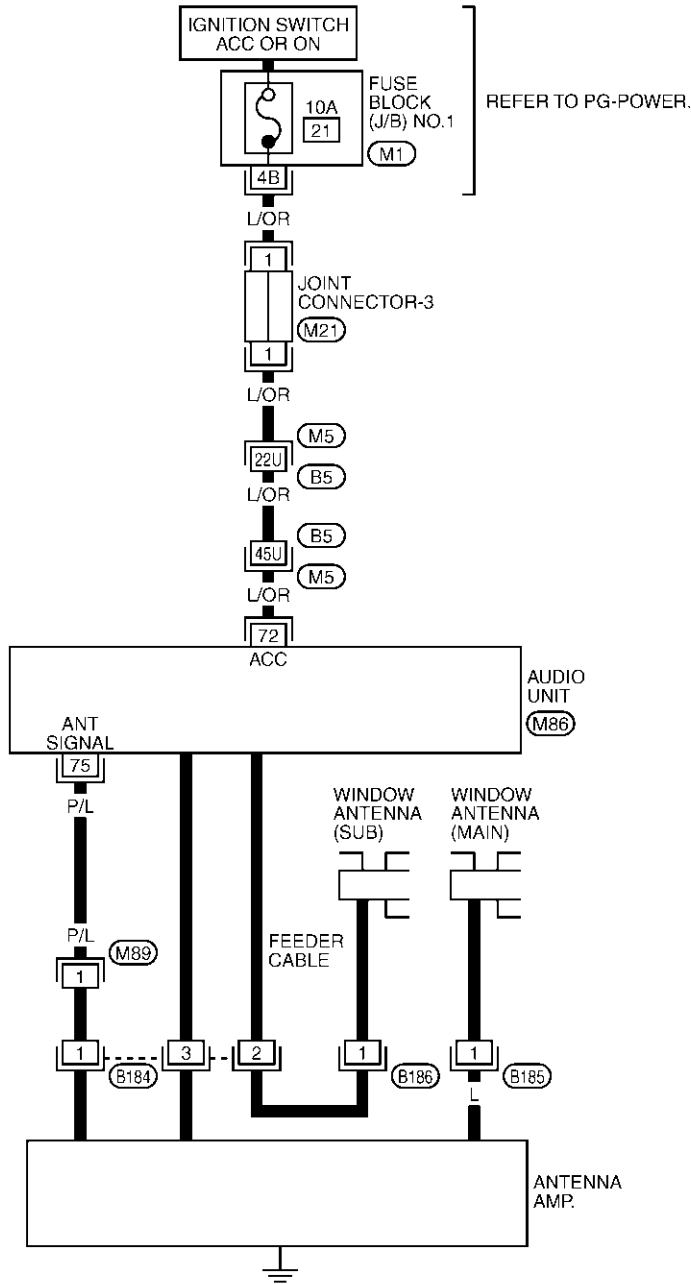 IGNITION SWITCH
ACC OR ON
FUSE
BLOCK
(J/B) NO.1
10A
21
M1
REFER TO PG-POWER.
4B
L/OR
1
JOINT
CONNECTOR-3
M21
1
L/OR
M5
22U
B5
L/OR
B5
45U
M5
L/OR
72
ACC
AUDIO
UNIT
M86
ANT
SIGNAL
75
P/L
WINDOW
ANTENNA
(SUB)
WINDOW
ANTENNA
(MAIN)
P/L
M89
1
FEEDER
CABLE
1
3
2
1
1
B184
B186
B185
L
ANTENNA
AMP.